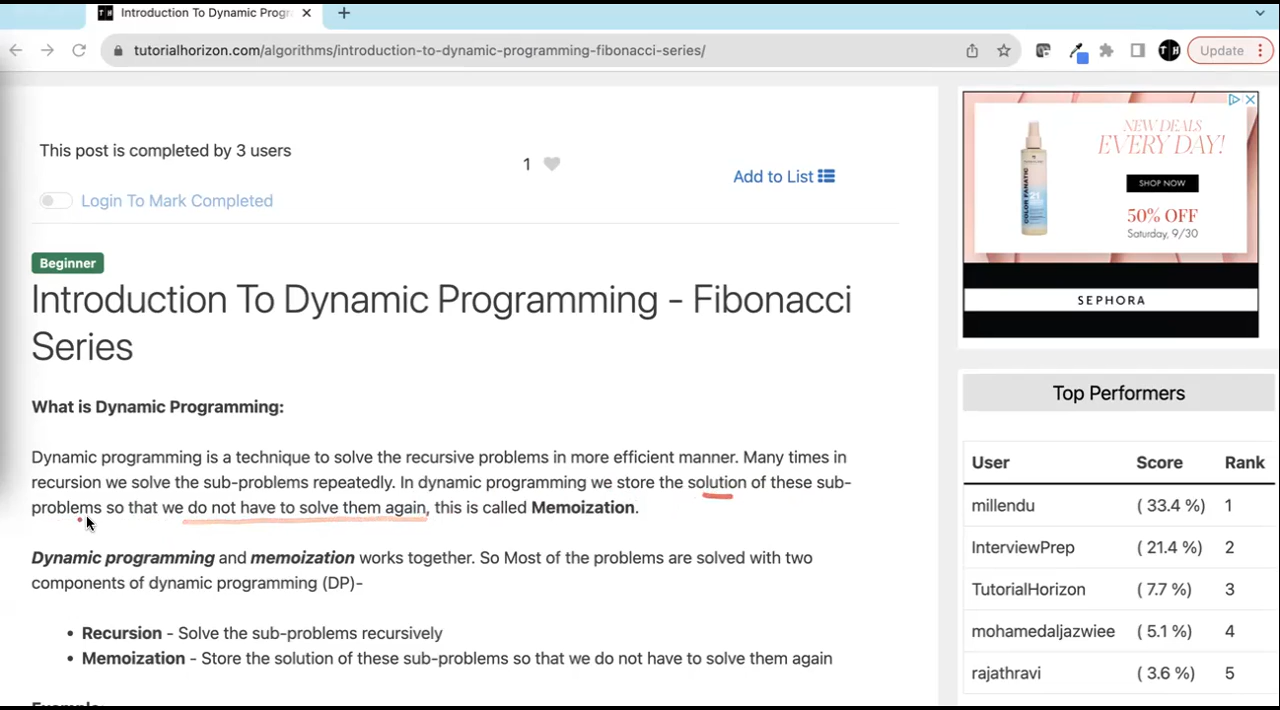 Introduction To Dynamic Progr
tutorialhorizon.com/algorithms/introduction-to-dynamic-programming-fibonacci-series/
Update
This post is completed by 3 users
1
Add to List
Login To Mark Completed
Beginner
Introduction To Dynamic Programming - Fibonacci
Series
What is Dynamic Programming:
Dynamic programming is a technique to solve the recursive problems in more efficient manner. Many times in
recursion we solve the sub-problems repeatedly. In dynamic programming we store the solution of these sub-
problems so that we do not have to solve them again, this is called Memoization.
Dynamic programming and memoization works together. So Most of the problems are solved with two
components of dynamic programming (DP)-
• Recursion - Solve the sub-problems recursively
• Memoization - Store the solution of these sub-problems so that we do not have to solve them again
NEW DEALS
EVERY DAY!
SHOP NOW
50% OFF
Saturday, 9/30
COLOR FANATIC
SEPHORA
Top Performers
User Score Rank
millendu ( 33.4 %) 1
InterviewPrep ( 21.4 %) 2
TutorialHorizon ( 7.7 %) 3
mohamedaljazwiee ( 5.1 %) 4
rajathravi ( 3.6 %) 5